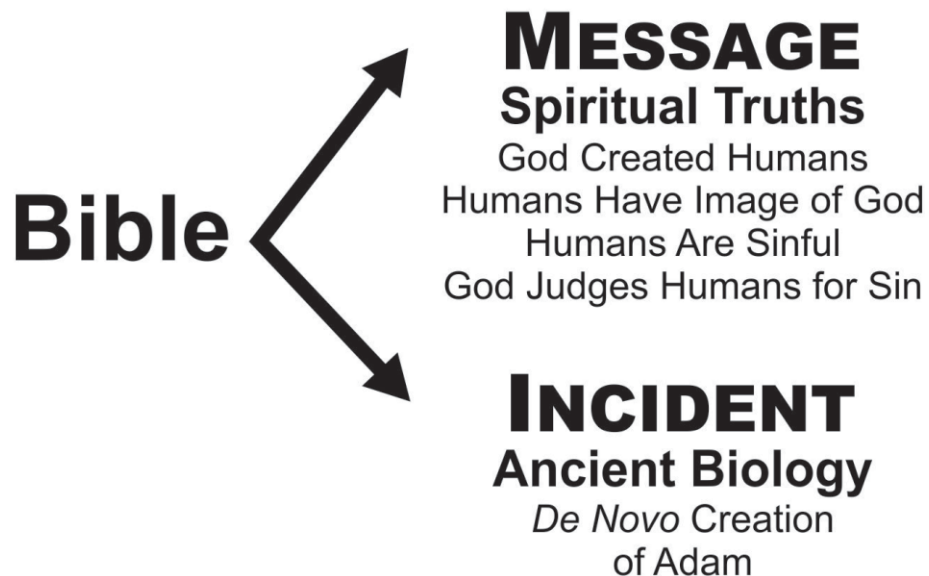 Bible
MESSAGE
Spiritual Truths
God Created Humans
Humans Have Image of God
Humans Are Sinful
God Judges Humans for Sin
INCIDENT
Ancient Biology
De Novo Creation
of Adam